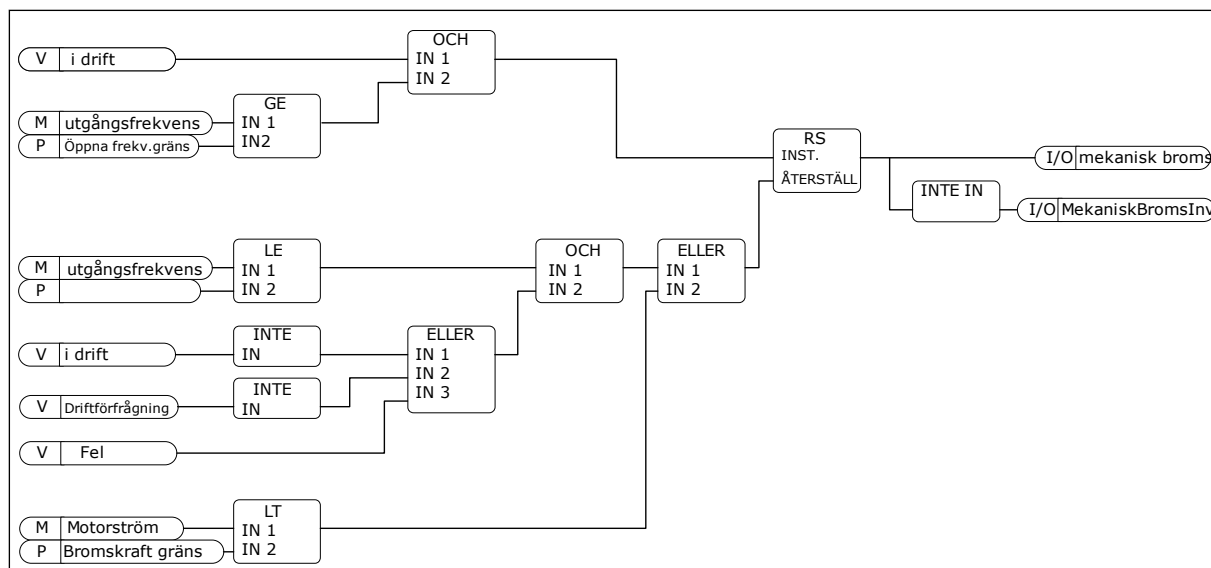 OCH
V i drift
IN 1
IN 2
GE
M utgångsfrekvens
IN 1
P Öppna frekv.gräns
IN2
RS
INST.
ÅTERSTÄLL
I/O mekanisk broms
INTE IN
I/O MekaniskBromsInv
LE
M utgångsfrekvens
IN 1
P
IN 2
OCH
IN 1
IN 2
ELLER
IN 1
IN 2
V i drift
INTE
IN
ELLER
IN 1
IN 2
IN 3
V Driftförfrågning
INTE
IN
V Fel
LT
M Motorström
IN 1
P Bromskraft gräns
IN 2